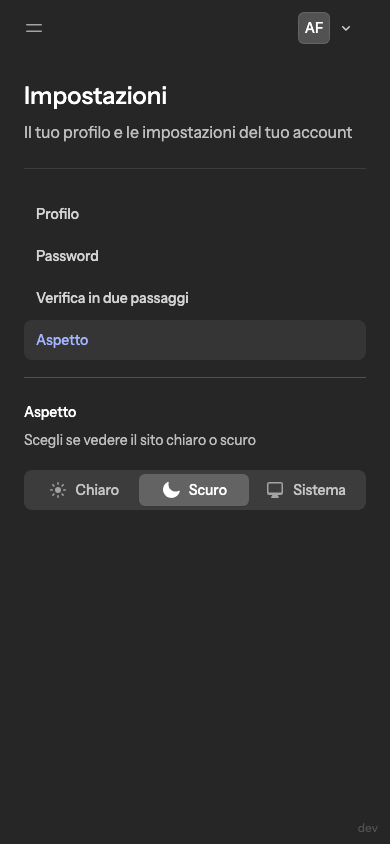 AF
Impostazioni
Il tuo profilo e le impostazioni del tuo account
Profilo
Password
Verifica in due passaggi
Aspetto
Aspetto
Scegli se vedere il sito chiaro o scuro
Chiaro Scuro Sistema
dev